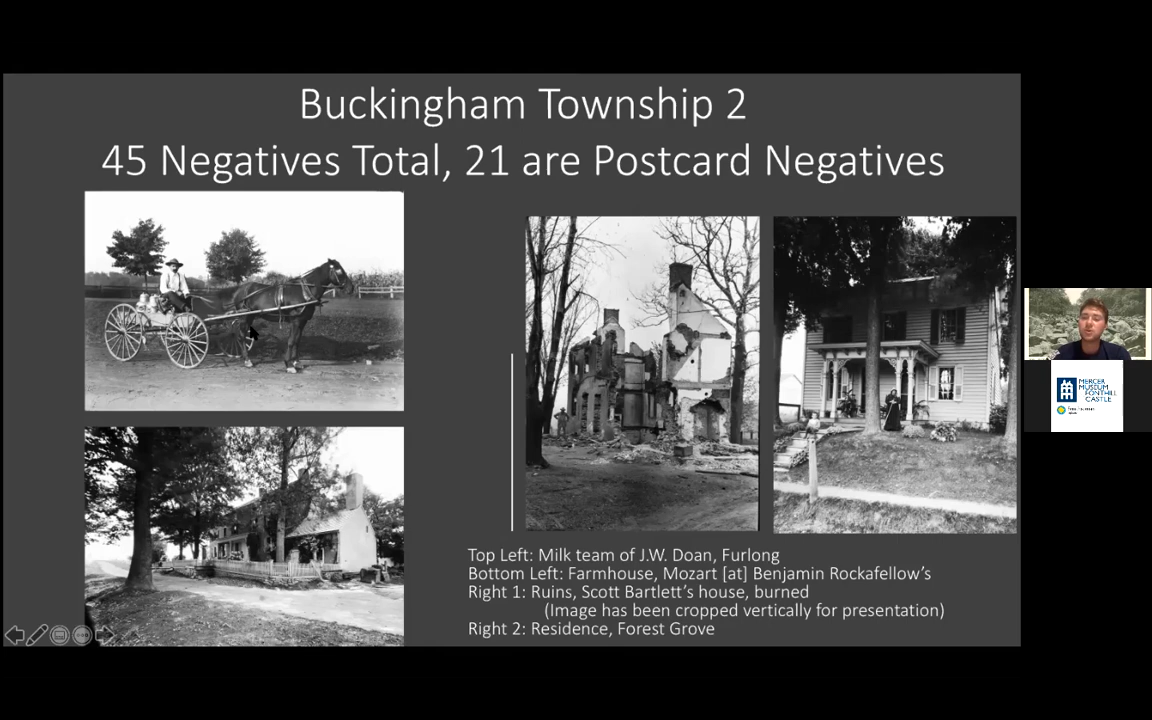 Buckingham Township 2
45 Negatives Total, 21 are Postcard Negatives
Top Left: Milk team of J.W. Doan, Furlong
Bottom Left: Farmhouse, Mozart [at] Benjamin Rockafellow’s
Right 1: Ruins, Scott Bartlett’s house, burned
(Image has been cropped vertically for presentation)
Right 2: Residence, Forest Grove
MERCER
MUSEUM
FONTHILL
CASTLE